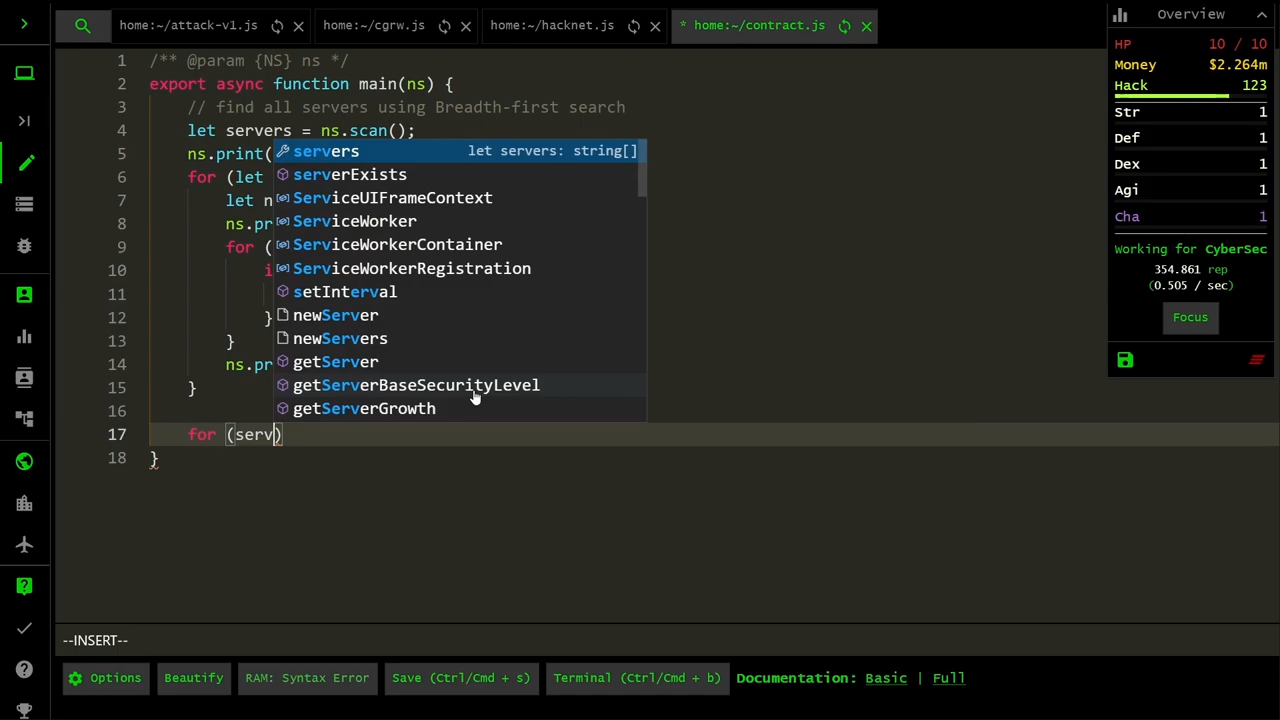 home:~/attack-v1.js
home:~/cgrw.js
home:~/hacknet.js
* home:~/contract.js
Overview
HP 10 / 10
Money $2.264m
Hack 123
Str 1
Def 1
Dex 1
Agi 1
Cha 1
Working for CyberSec
354.861 rep
(0.505 / sec)
Focus
1 /** @param {NS} ns */
2 export async function main(ns) {
3 // find all servers using Breadth-first search
4 let servers = ns.scan();
5 ns.print(
6 for (let
7 let n
8 ns.pr
9 for (
10 i
11
12 }
13 }
14 ns.pr
15 }
16
17 for (serv)
18 }
servers let servers: string[]
serverExists
ServiceUIFrameContext
ServiceWorker
ServiceWorkerContainer
ServiceWorkerRegistration
setInterval
newServer
newServers
getServer
getServerBaseSecurityLevel
getServerGrowth
--INSERT--
Options
Beautify
RAM: Syntax Error
Save (Ctrl/Cmd + s)
Terminal (Ctrl/Cmd + b)
Documentation: Basic | Full